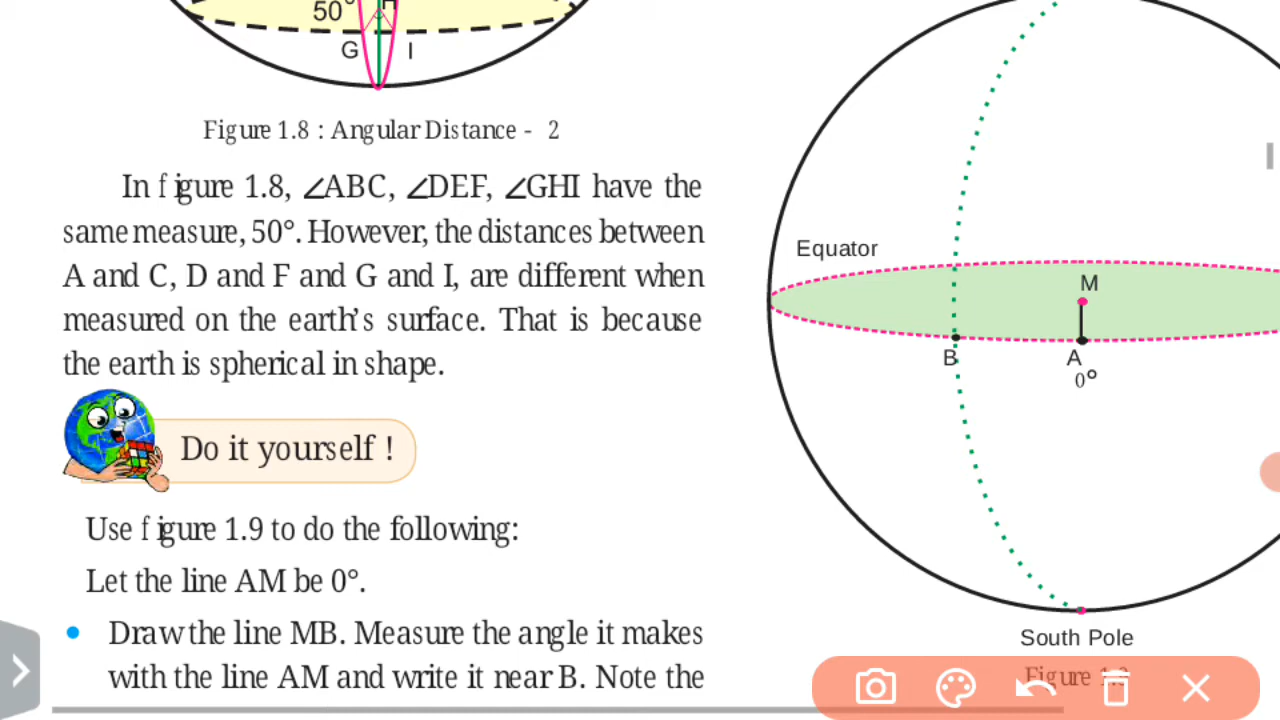 50°
H
G I
Figure 1.8 : Angular Distance - 2
In figure 1.8, ∠ABC, ∠DEF, ∠GHI have the
same measure, 50°. However, the distances between
A and C, D and F and G and I, are different when
measured on the earth's surface. That is because
the earth is spherical in shape.
Do it yourself !
Use figure 1.9 to do the following:
Let the line AM be 0°.
• Draw the line MB. Measure the angle it makes
with the line AM and write it near B. Note the
Equator
M
B A
0°
South Pole
Figure 1.9